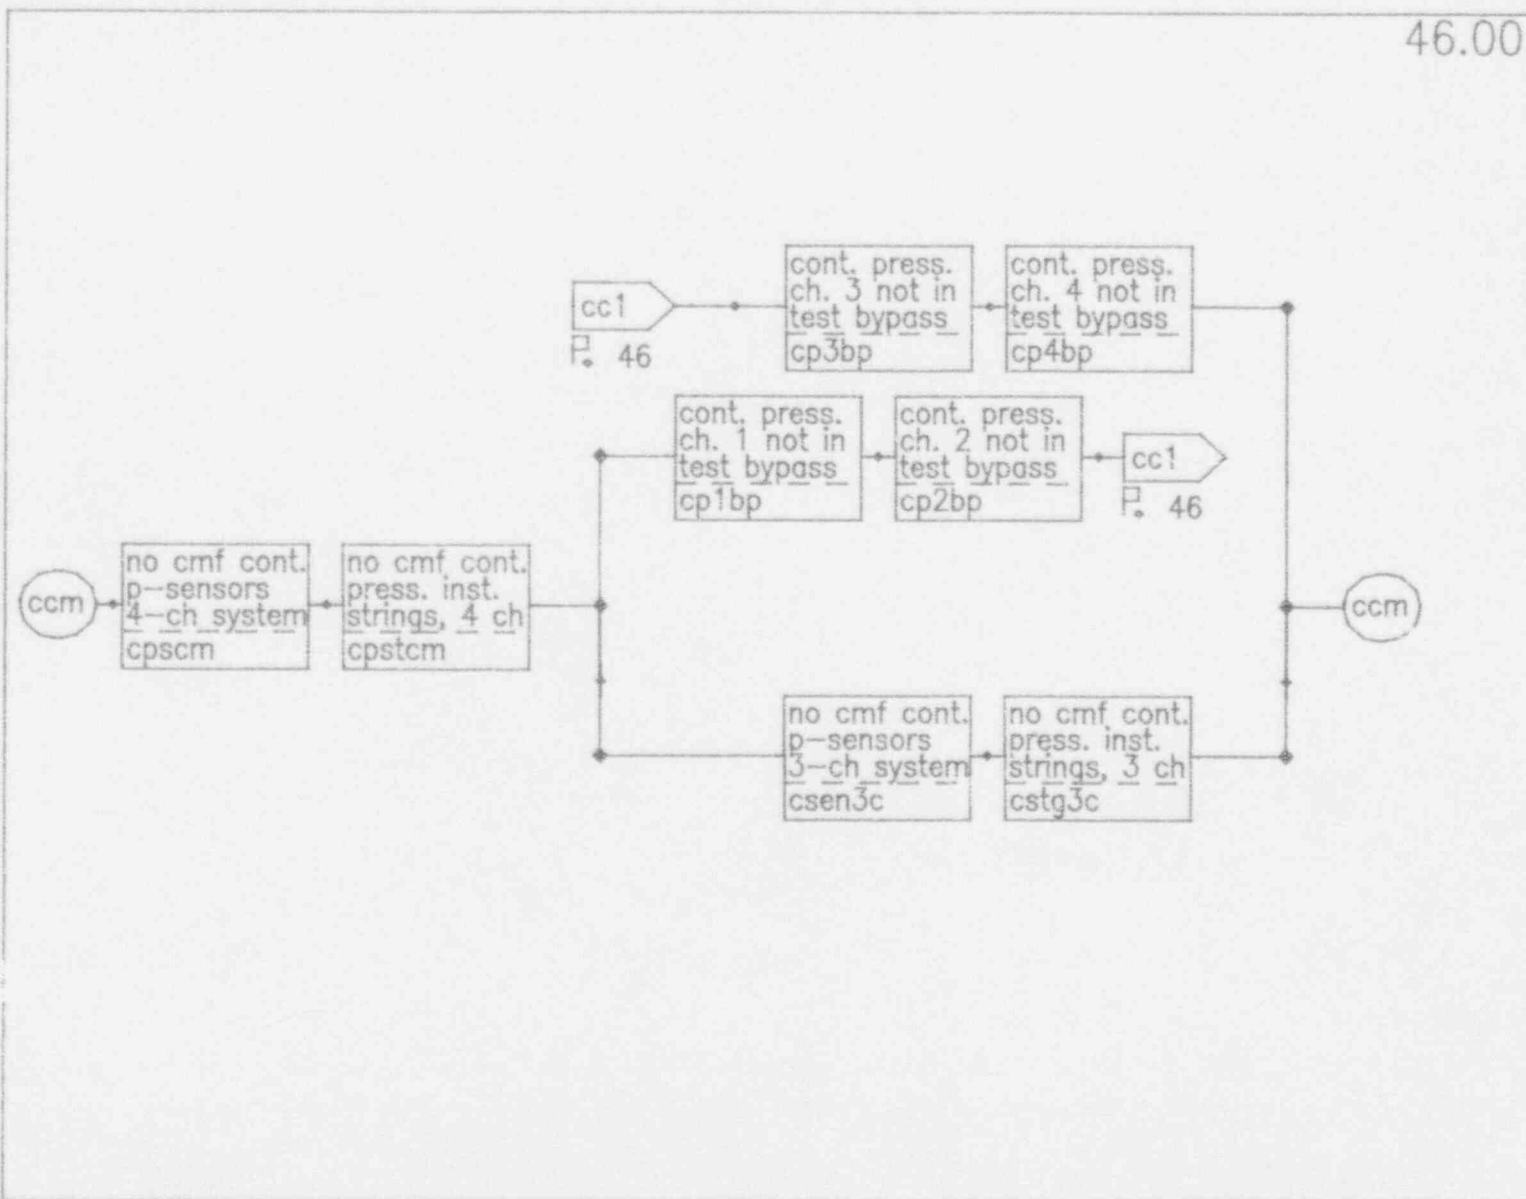 46.00
cc1
P. 46
cont. press.
ch. 3 not in
test bypass
cp3bp
cont. press.
ch. 4 not in
test bypass
cp4bp
cont. press.
ch. 1 not in
test bypass
cp1bp
cont. press.
ch. 2 not in
test bypass
cp2bp
cc1
P. 46
ccm
no cmf cont.
p-sensors
4-ch system
cpscm
no cmf cont.
press. inst.
strings, 4 ch
cpstcm
ccm
no cmf cont.
p-sensors
3-ch system
csen3c
no cmf cont.
press. inst.
strings, 3 ch
cstg3c